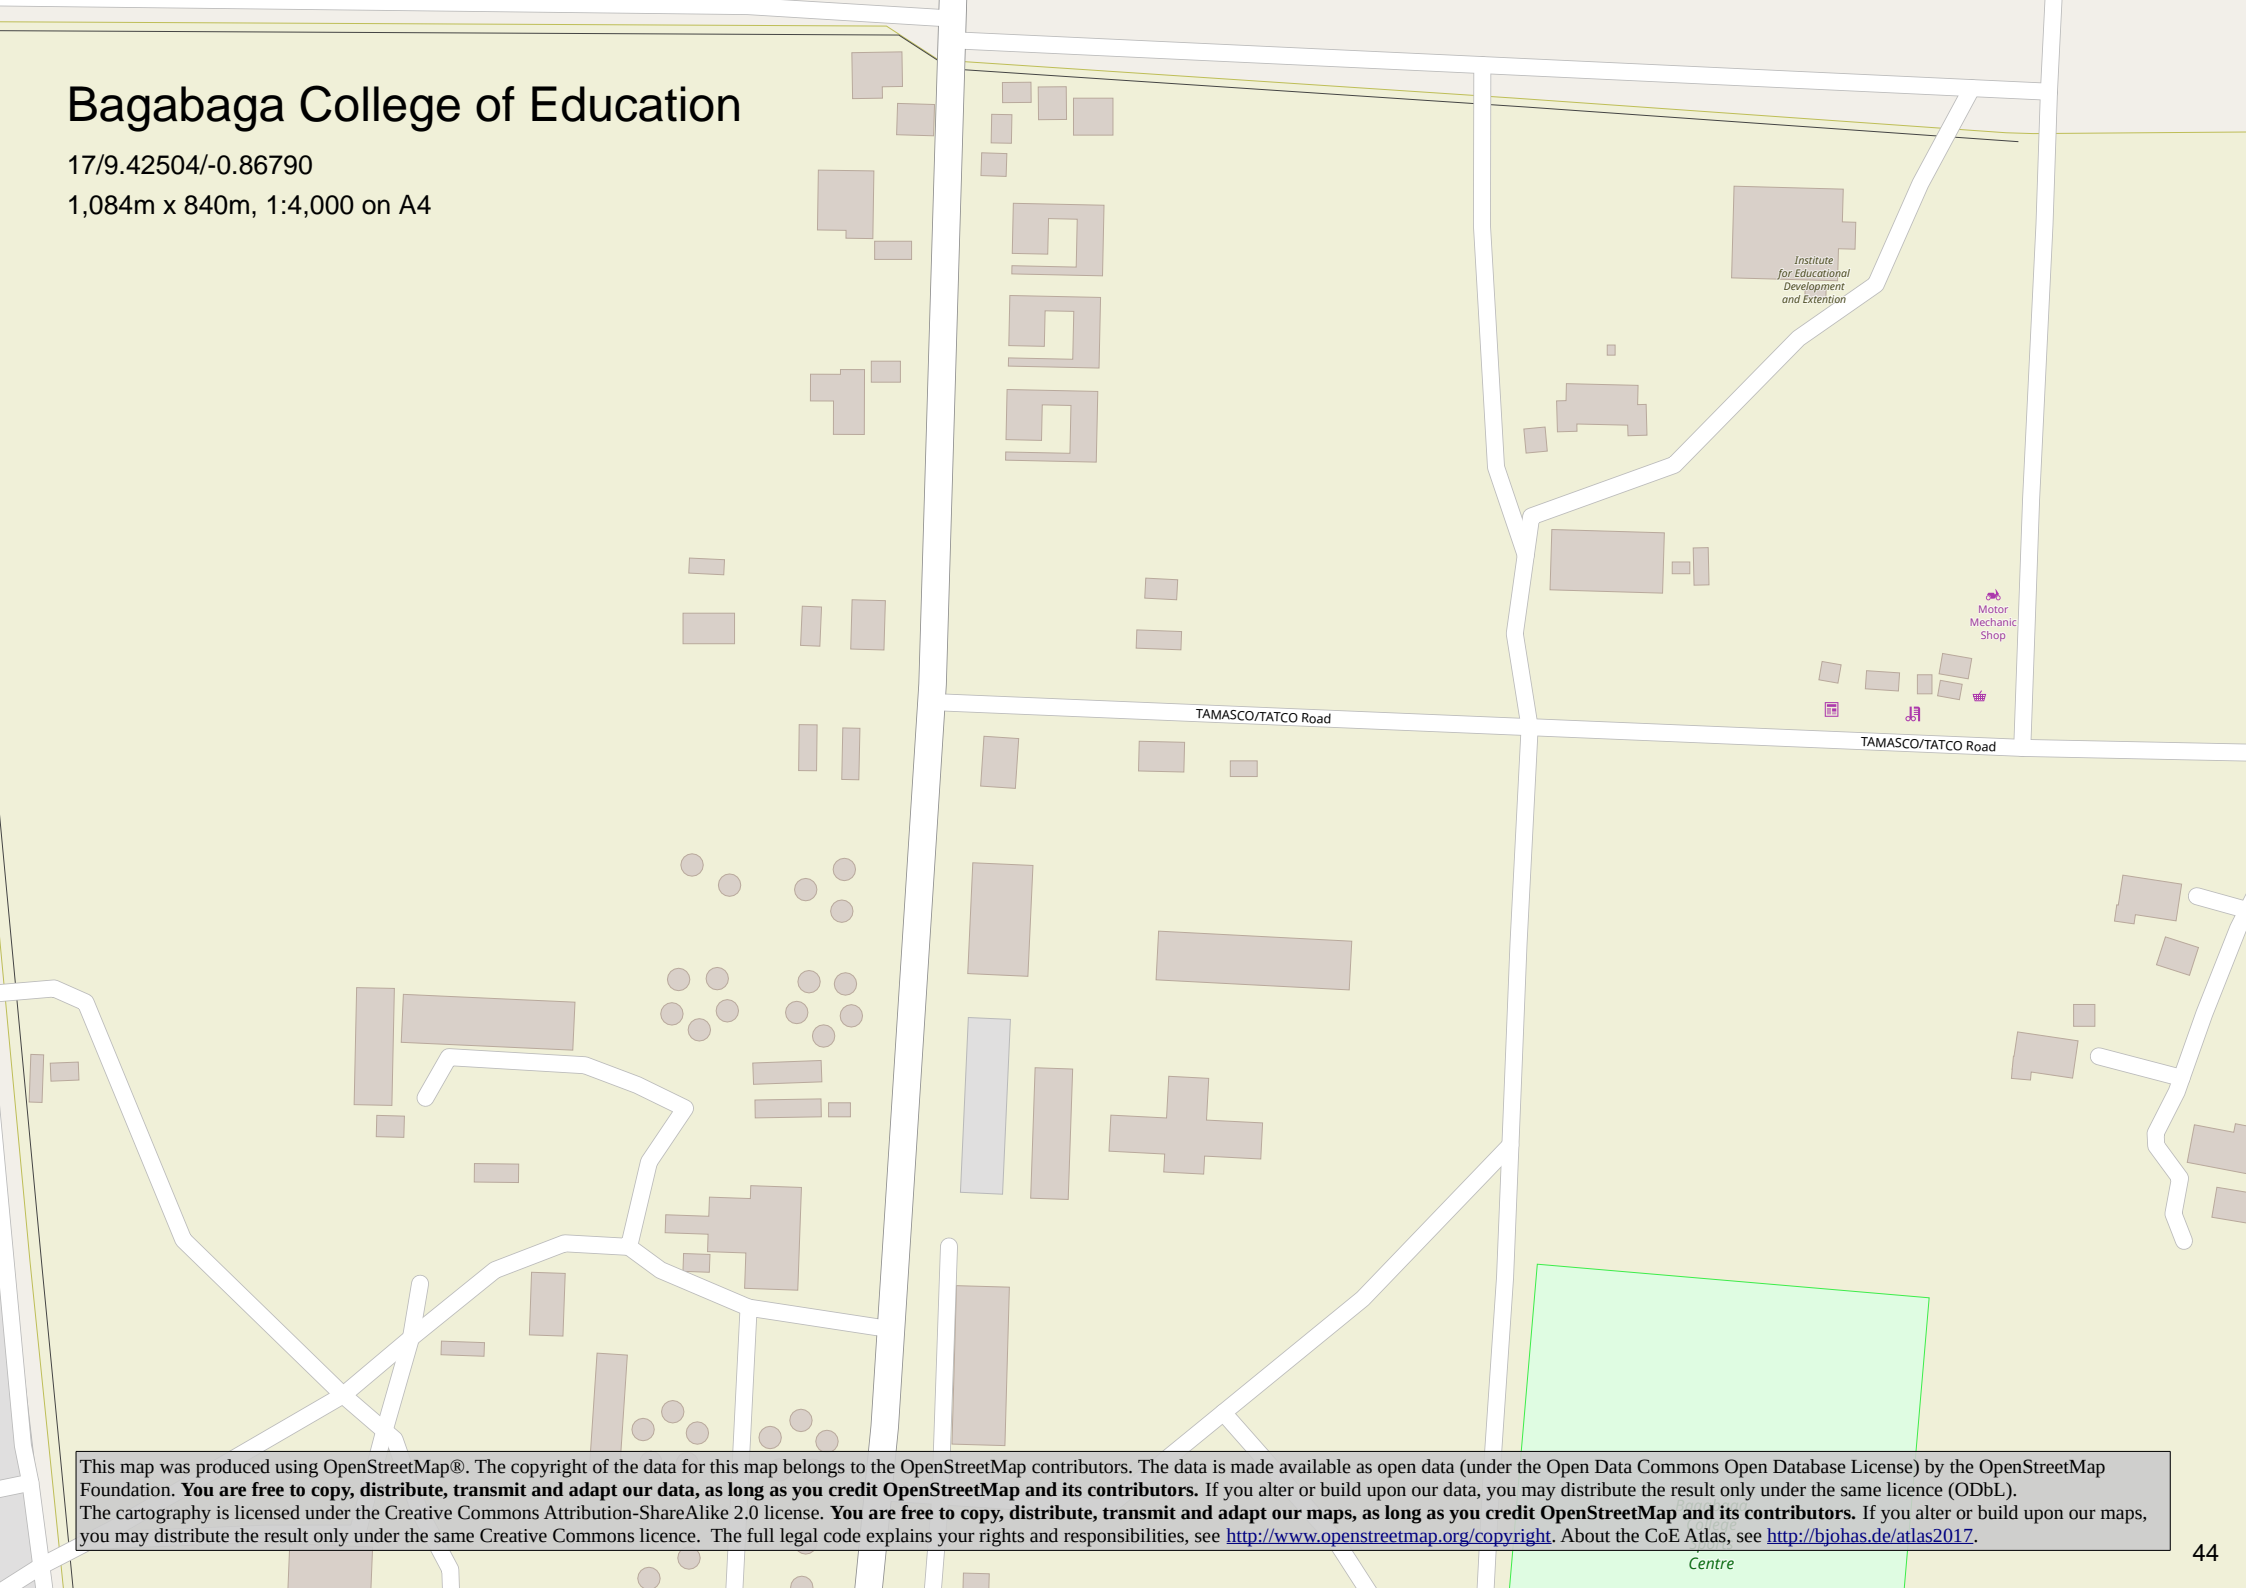 Bagabaga College of Education
17/9.42504/-0.86790
1,084m x 840m, 1:4,000 on A4
Institute
for Educational
Development
and Extention
Motor
Mechanic
Shop
TAMASCO/TATCO Road
TAMASCO/TATCO Road
This map was produced using OpenStreetMap®. The copyright of the data for this map belongs to the OpenStreetMap contributors. The data is made available as open data (under the Open Data Commons Open Database License) by the OpenStreetMap
Foundation. You are free to copy, distribute, transmit and adapt our data, as long as you credit OpenStreetMap and its contributors. If you alter or build upon our data, you may distribute the result only under the same licence (ODbL).
The cartography is licensed under the Creative Commons Attribution-ShareAlike 2.0 license. You are free to copy, distribute, transmit and adapt our maps, as long as you credit OpenStreetMap and its contributors. If you alter or build upon our maps,
you may distribute the result only under the same Creative Commons licence. The full legal code explains your rights and responsibilities, see http://www.openstreetmap.org/copyright. About the CoE Atlas, see http://bjohas.de/atlas2017.
Centre
44